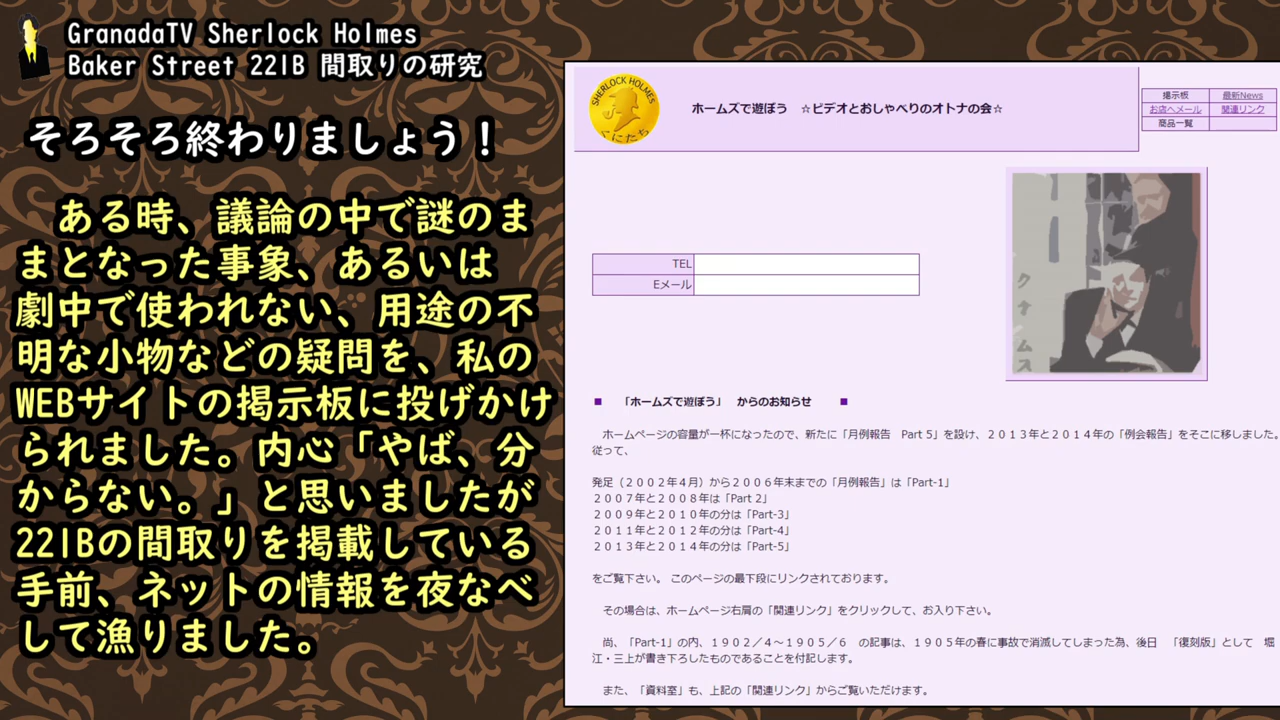 GranadaTV Sherlock Holmes
Baker Street 221B 間取りの研究
そろそろ終わりましょう!
ある時、議論の中で謎のま
まとなった事象、あるいは
劇中で使われない、用途の不
明な小物などの疑問を、私の
WEBサイトの掲示板に投げかけ
られました。内心「やば、分
からない。」と思いましたが
221Bの間取りを掲載している
手前、ネットの情報を夜なべ
して漁りました。
SHERLOCK HOLMES
くにたち
ホームズで遊ぼう ☆ビデオとおしゃべりのオトナの会☆
掲示板 最新News
お店へメール 関連リンク
商品一覧
TEL
Eメール
クナムス
■ 「ホームズで遊ぼう」 からのお知らせ ■
ホームページの容量が一杯になったので、新たに「月例報告 Part 5」を設け、2013年と2014年の「例会報告」をそこに移しました。
従って、
発足(2002年4月)から2006年末までの「月例報告」は「Part-1」
2007年と2008年は「Part 2」
2009年と2010年の分は「Part-3」
2011年と2012年の分は「Part-4」
2013年と2014年の分は「Part-5」
をご覧下さい。 このページの最下段にリンクされております。
その場合は、ホームページ右肩の「関連リンク」をクリックして、お入り下さい。
尚、「Part-1」の内、1902/4~1905/6 の記事は、1905年の春に事故で消滅してしまった為、後日 「復刻版」として 堀
江・三上が書き下ろしたものであることを付記します。
また、「資料室」も、上記の「関連リンク」からご覧いただけます。